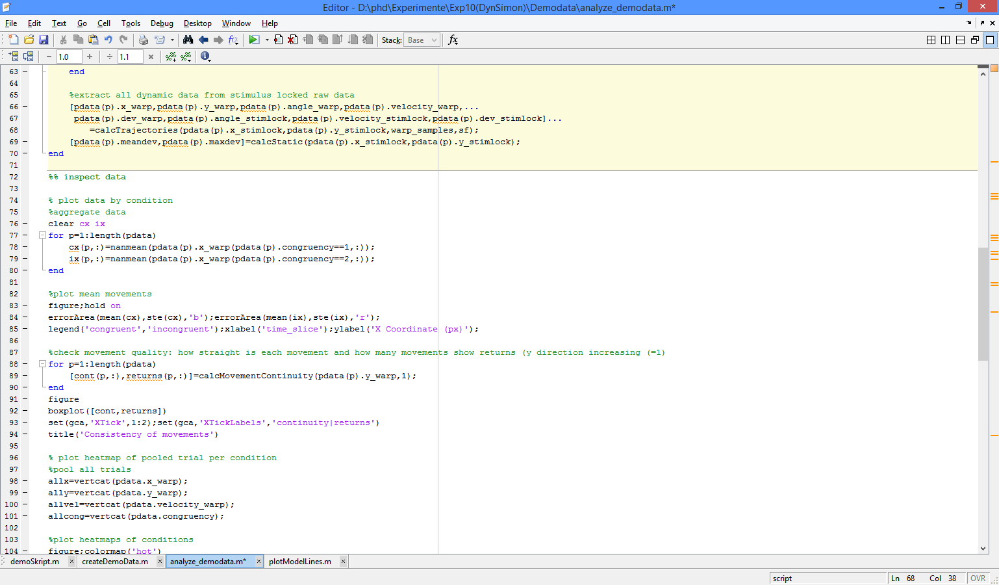 Editor - D:\phd\Experimente\Exp10(DynSimon)\Demodata\analyze_demodata.m*
File Edit Text Go Cell Tools Debug Desktop Window Help
Stack: Base fx
− 1.0 + ÷ 1.1 ×
63 end
64
65 %extract all dynamic data from stimulus locked raw data
66 [pdata(p).x_warp,pdata(p).y_warp,pdata(p).angle_warp,pdata(p).velocity_warp,...
67 pdata(p).dev_warp,pdata(p).angle_stimlock,pdata(p).velocity_stimlock,pdata(p).dev_stimlock]...
68 =calcTrajectories(pdata(p).x_stimlock,pdata(p).y_stimlock,warp_samples,sf);
69 [pdata(p).meandev,pdata(p).maxdev]=calcStatic(pdata(p).x_stimlock,pdata(p).y_stimlock);
70 end
71
72 %% inspect data
73
74 % plot data by condition
75 %aggregate data
76 clear cx ix
77 for p=1:length(pdata)
78 cx(p,:)=nanmean(pdata(p).x_warp(pdata(p).congruency==1,:));
79 ix(p,:)=nanmean(pdata(p).x_warp(pdata(p).congruency==2,:));
80 end
81
82 %plot mean movements
83 figure;hold on
84 errorArea(mean(cx),ste(cx),'b');errorArea(mean(ix),ste(ix),'r');
85 legend('congruent','incongruent');xlabel('time_slice');ylabel('X Coordinate (px)');
86
87 %check movement quality: how straight is each movement and how many movements show returns (y direction increasing (=1)
88 for p=1:length(pdata)
89 [cont(p,:),returns(p,:)]=calcMovementContinuity(pdata(p).y_warp,1);
90 end
91 figure
92 boxplot([cont,returns])
93 set(gca,'XTick',1:2);set(gca,'XTickLabels','continuity|returns')
94 title('Consistency of movements')
95
96 % plot heatmap of pooled trial per condition
97 %pool all trials
98 allx=vertcat(pdata.x_warp);
99 ally=vertcat(pdata.y_warp);
100 allvel=vertcat(pdata.velocity_warp);
101 allcong=vertcat(pdata.congruency);
102
103 %plot heatmaps of conditions
104 figure;colormap('hot')
demoSkript.m × createDemoData.m × analyze_demodata.m* × plotModelLines.m ×
script Ln 68 Col 38 OVR